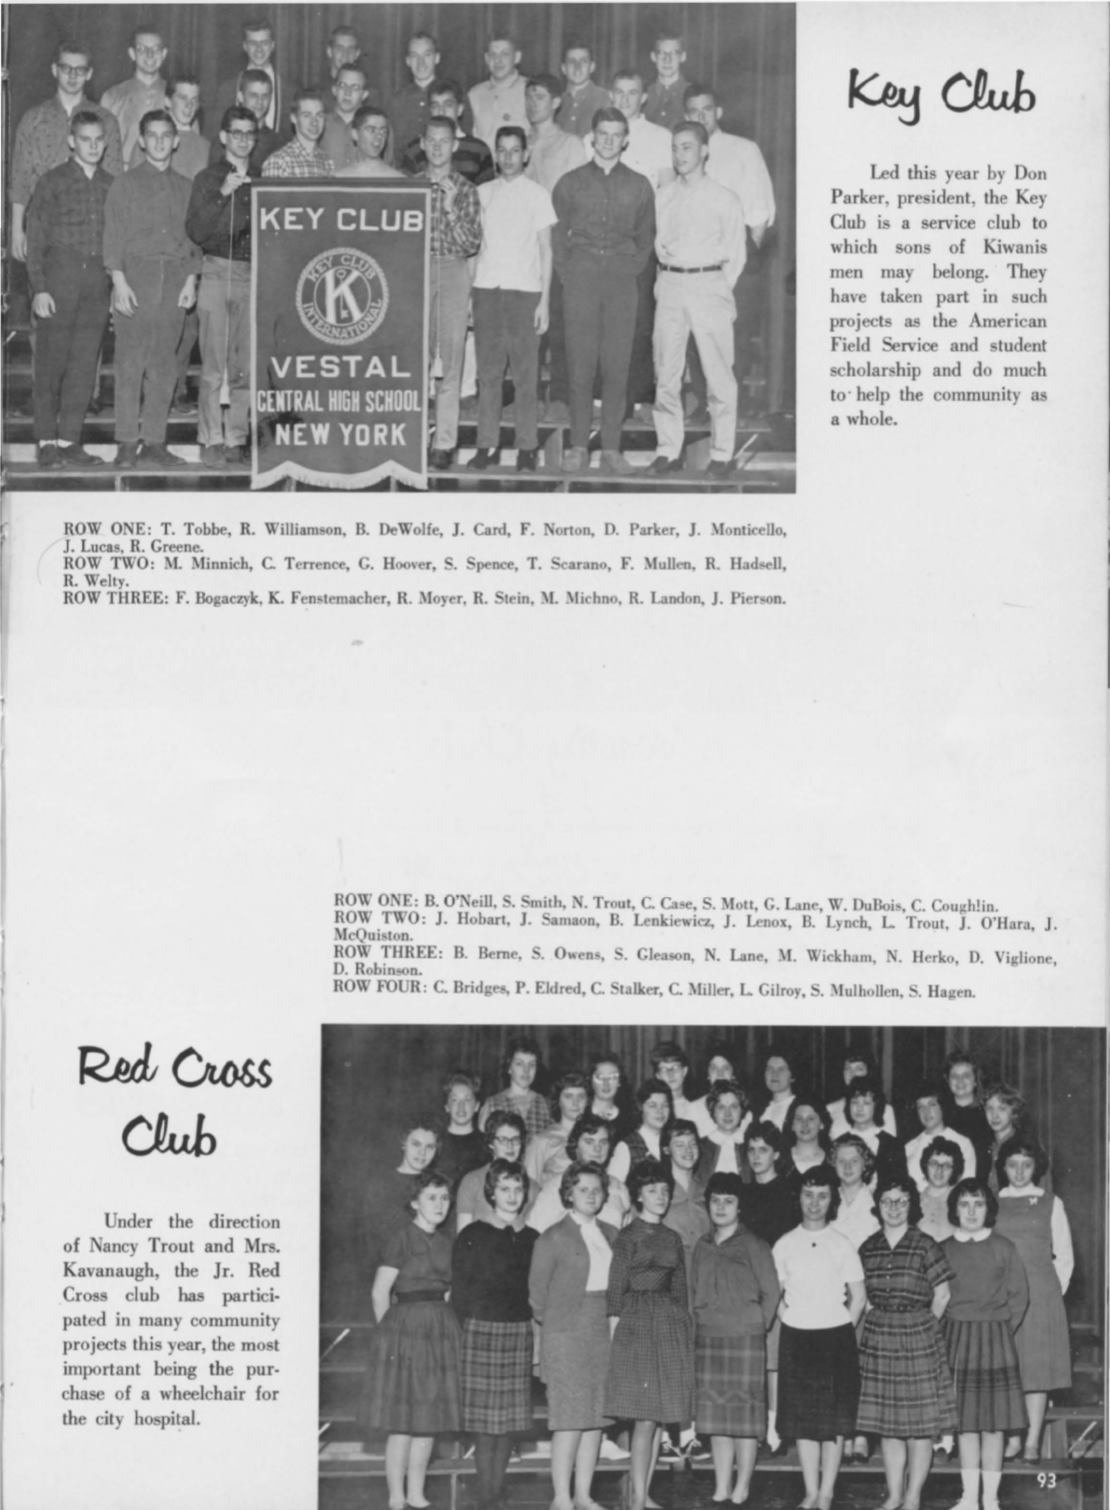 Key Club
Led this year by Don
Parker, president, the Key
Club is a service club to
which sons of Kiwanis
men may belong. They
have taken part in such
projects as the American
Field Service and student
scholarship and do much
to help the community as
a whole.
KEY CLUB
KEY CLUB
K
INTERNATIONAL
VESTAL
CENTRAL HIGH SCHOOL
NEW YORK
ROW ONE: T. Tobbe, R. Williamson, B. DeWolfe, J. Card, F. Norton, D. Parker, J. Monticello,
J. Lucas, R. Greene.
ROW TWO: M. Minnich, C. Terrence, G. Hoover, S. Spence, T. Scarano, F. Mullen, R. Hadsell,
R. Welty.
ROW THREE: F. Bogaczyk, K. Fenstemacher, R. Moyer, R. Stein, M. Michno, R. Landon, J. Pierson.
ROW ONE: B. O'Neill, S. Smith, N. Trout, C. Case, S. Mott, G. Lane, W. DuBois, C. Coughlin.
ROW TWO: J. Hobart, J. Samaon, B. Lenkiewicz, J. Lenox, B. Lynch, L. Trout, J. O'Hara, J.
McQuiston.
ROW THREE: B. Berne, S. Owens, S. Gleason, N. Lane, M. Wickham, N. Herko, D. Viglione,
D. Robinson.
ROW FOUR: C. Bridges, P. Eldred, C. Stalker, C. Miller, L. Gilroy, S. Mulhollen, S. Hagen.
Red Cross
Club
Under the direction
of Nancy Trout and Mrs.
Kavanaugh, the Jr. Red
Cross club has partici-
pated in many community
projects this year, the most
important being the pur-
chase of a wheelchair for
the city hospital.
93